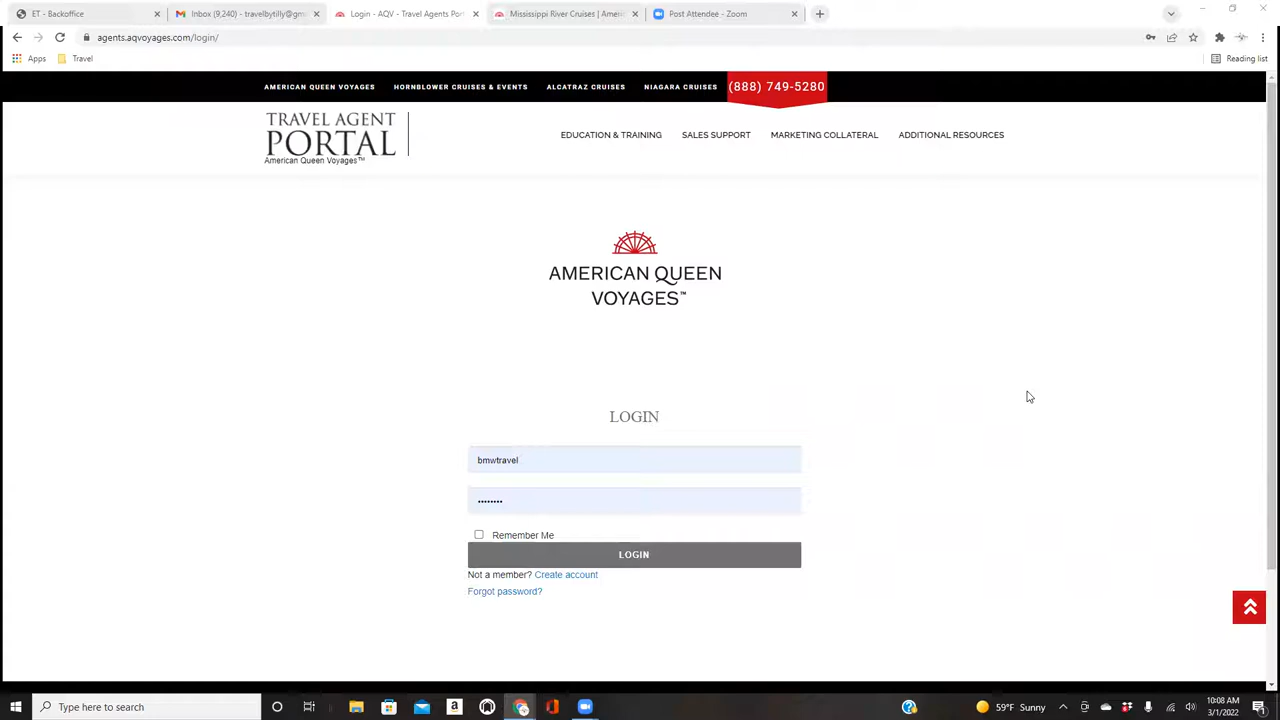 ET - Backoffice
Inbox (9,240) - travelbytilly@gm
Login - AQV - Travel Agents Por
Mississippi River Cruises | Ameri
Post Attendee - Zoom
agents.aqvoyages.com/login/
Apps
Travel
Reading list
AMERICAN QUEEN VOYAGES
HORNBLOWER CRUISES & EVENTS
ALCATRAZ CRUISES
NIAGARA CRUISES
(888) 749-5280
TRAVEL AGENT
PORTAL
American Queen Voyages™
EDUCATION & TRAINING
SALES SUPPORT
MARKETING COLLATERAL
ADDITIONAL RESOURCES
AMERICAN QUEEN
VOYAGES™
LOGIN
bmwtravel
••••••••
Remember Me
LOGIN
Not a member? Create account
Forgot password?
Type here to search
59°F Sunny
10:08 AM
3/1/2022